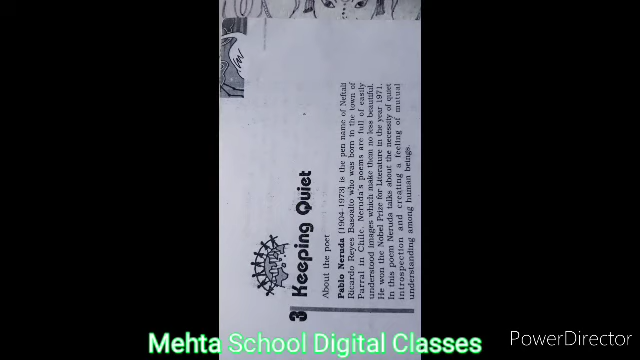 3 Keeping Quiet
About the poet
Pablo Neruda (1904-1973) is the pen name of Neftali
Ricardo Reyes Basoalto who was born in the town of
Parral in Chile. Neruda's poems are full of easily
understood images which make them no less beautiful.
He won the Nobel Prize for Literature in the year 1971.
In this poem Neruda talks about the necessity of quiet
introspection and creating a feeling of mutual
understanding among human beings.
Mehta School Digital Classes
PowerDirector